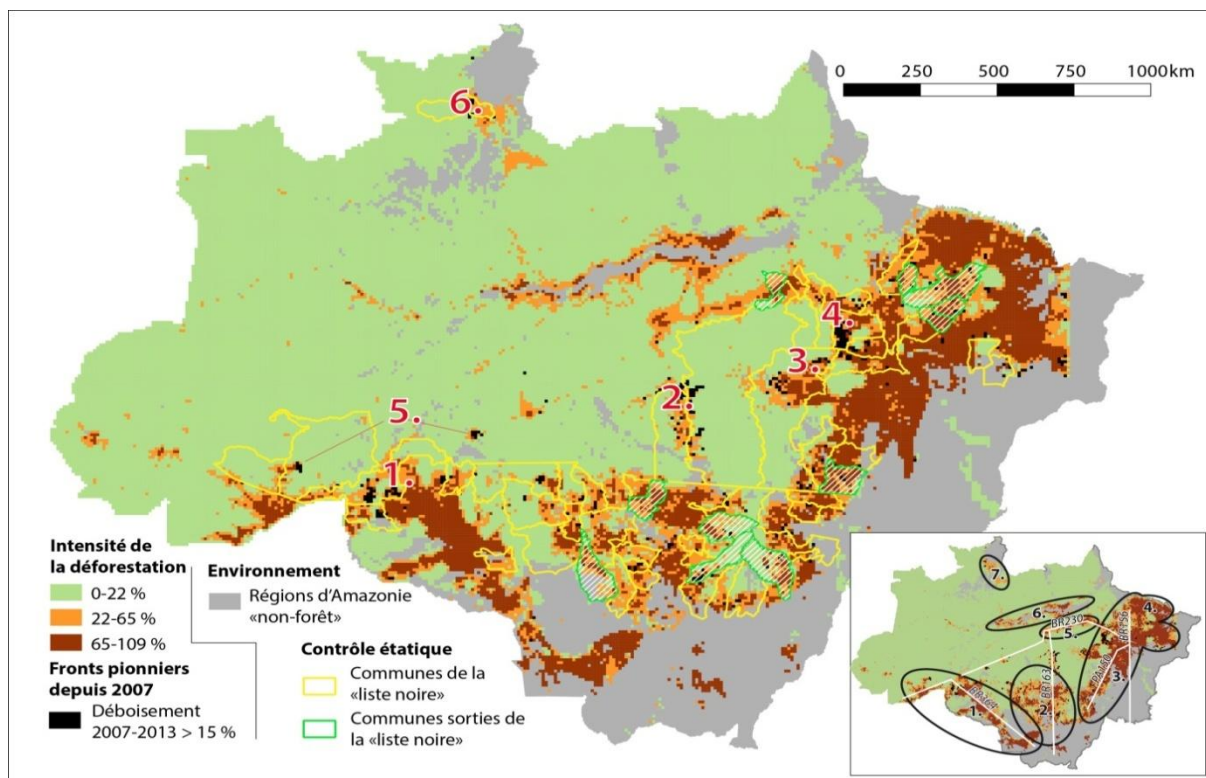 0 250 500 750 1000km
6.
4.
3.
2.
5.
1.
Intensité de
la déforestation
0-22 %
22-65 %
65-109 %
Fronts pionniers
depuis 2007
Déboisement
2007-2013 > 15 %
Environnement
Régions d'Amazonie
«non-forêt»
Contrôle étatique
Communes de la
«liste noire»
Communes sorties de
la «liste noire»
7.
6.
BR230
4.
5.
3.
BR163
1.
2.